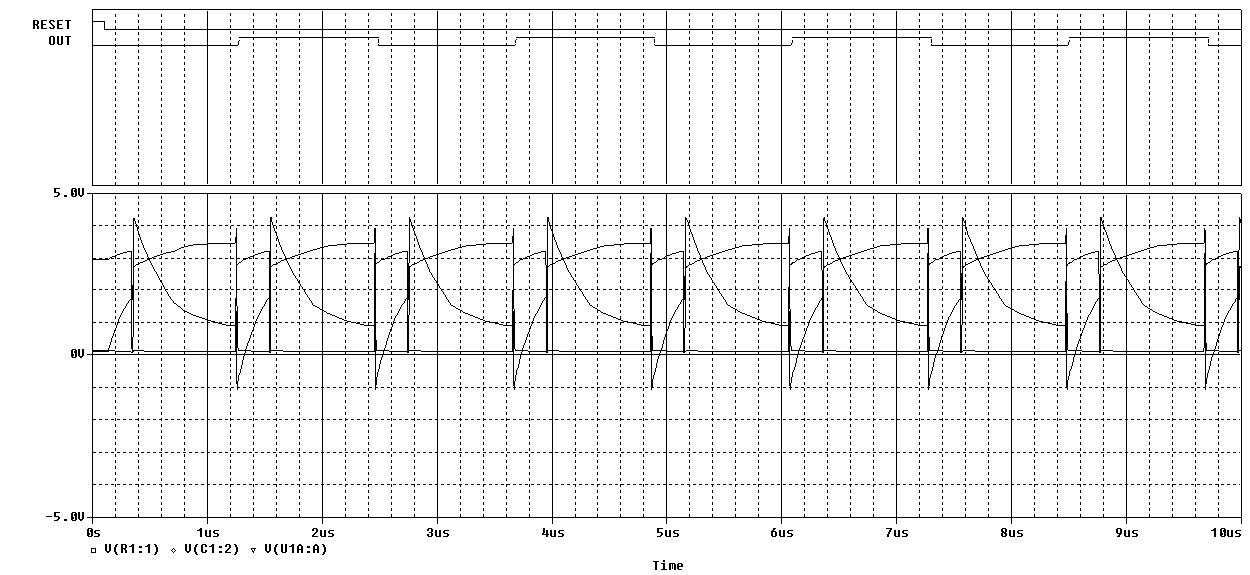 RESET
OUT
5.0V
0V
-5.0V
0s 1us 2us 3us 4us 5us 6us 7us 8us 9us 10us
V(R1:1) V(C1:2) V(U1A:A)
Time